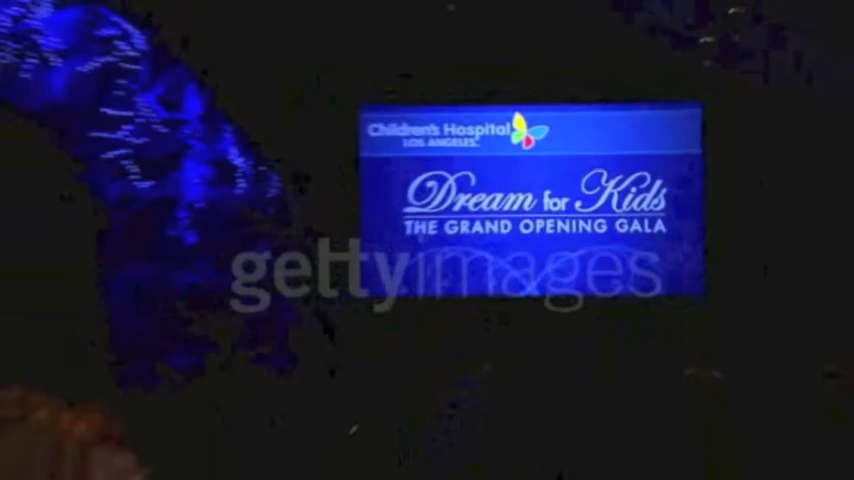 Children's Hospital
LOS ANGELES
Dream for Kids
THE GRAND OPENING GALA
gettyimages